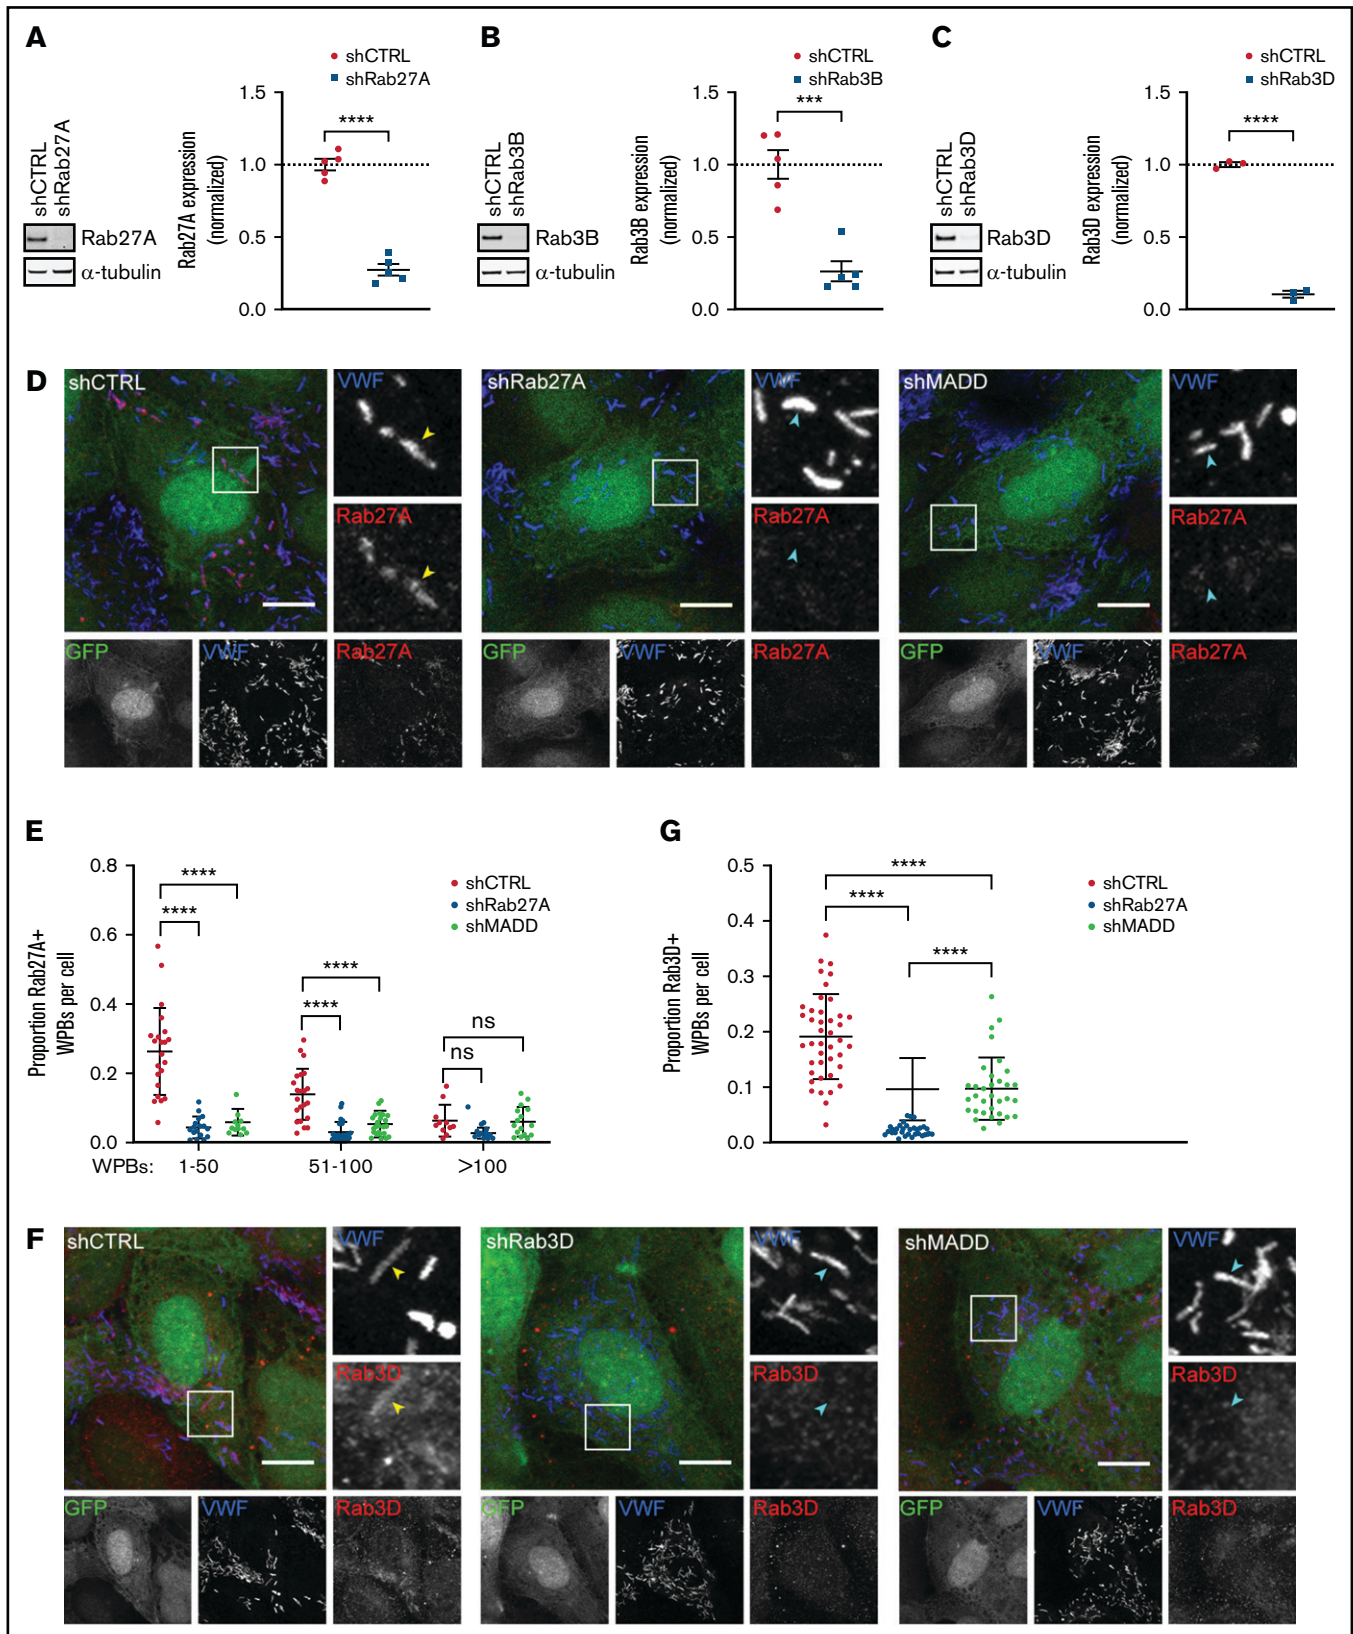 A
shCTRL
shRab27A
shCTRL
shRab27A
Rab27A
α-tubulin
Rab27A expression
(normalized)
1.5
1.0
0.5
0.0
****
B
shCTRL
shRab3B
shCTRL
shRab3B
Rab3B
α-tubulin
Rab3B expression
(normalized)
1.5
1.0
0.5
0.0
***
C
shCTRL
shRab3D
shCTRL
shRab3D
Rab3D
α-tubulin
Rab3D expression
(normalized)
1.5
1.0
0.5
0.0
****
D
shCTRL
VWF
Rab27A
GFP
VWF
Rab27A
shRab27A
VWF
Rab27A
GFP
VWF
Rab27A
shMADD
VWF
Rab27A
GFP
VWF
Rab27A
E
Proportion Rab27A+
WPBs per cell
0.8
0.6
0.4
0.2
0.0
****
****
****
****
ns
ns
shCTRL
shRab27A
shMADD
WPBs:
1-50
51-100
>100
G
Proportion Rab3D+
WPBs per cell
0.5
0.4
0.3
0.2
0.1
0.0
****
****
****
shCTRL
shRab27A
shMADD
F
shCTRL
VWF
Rab3D
GFP
VWF
Rab3D
shRab3D
VWF
Rab3D
GFP
VWF
Rab3D
shMADD
VWF
Rab3D
GFP
VWF
Rab3D